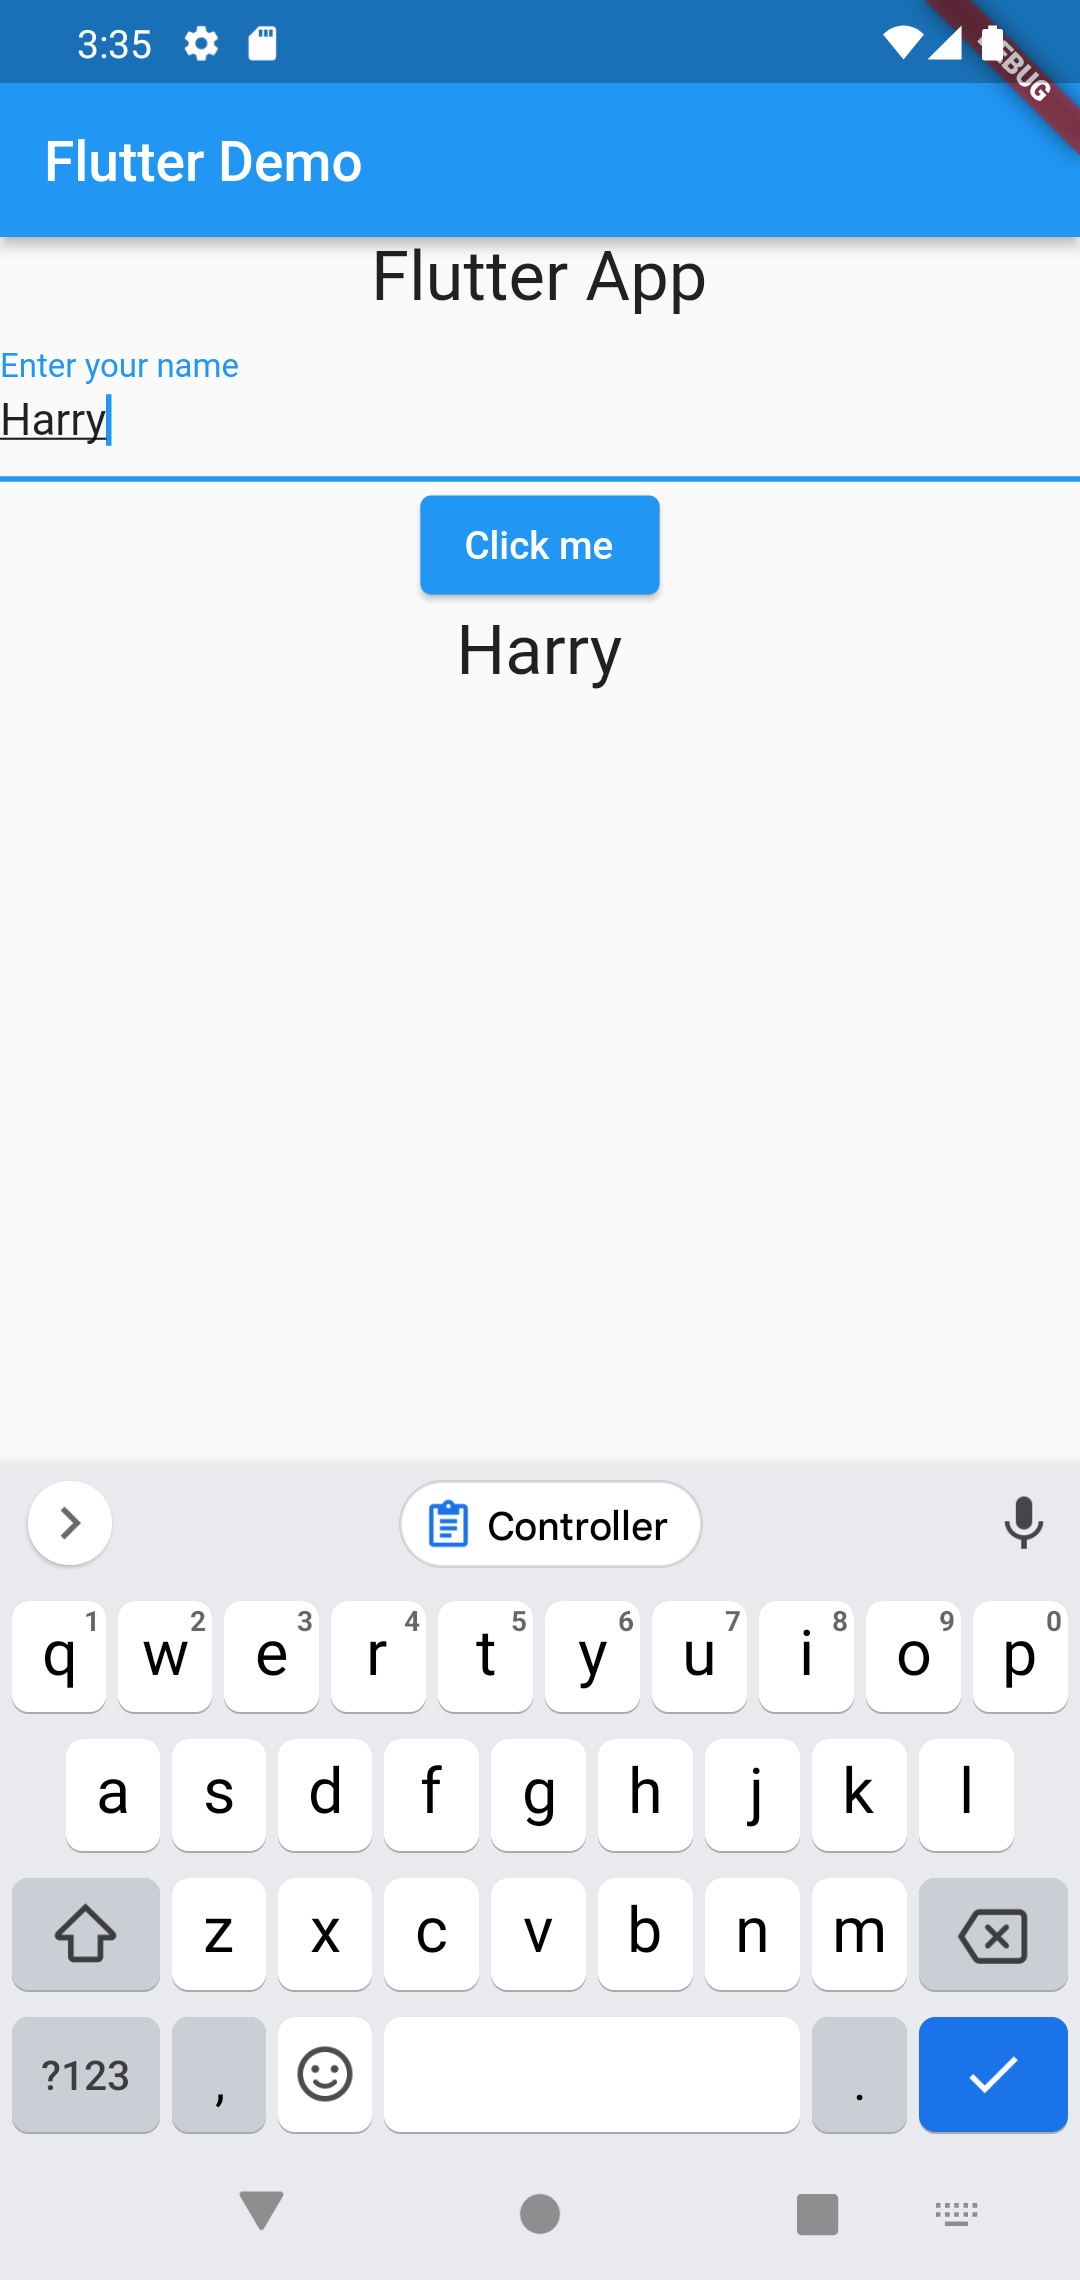 3:35
DEBUG
Flutter Demo
Flutter App
Enter your name
Harry
Click me
Harry
Controller
q 1 w 2 e 3 r 4 t 5 y 6 u 7 i 8 o 9 p 0
a s d f g h j k l
z x c v b n m
?123 , .